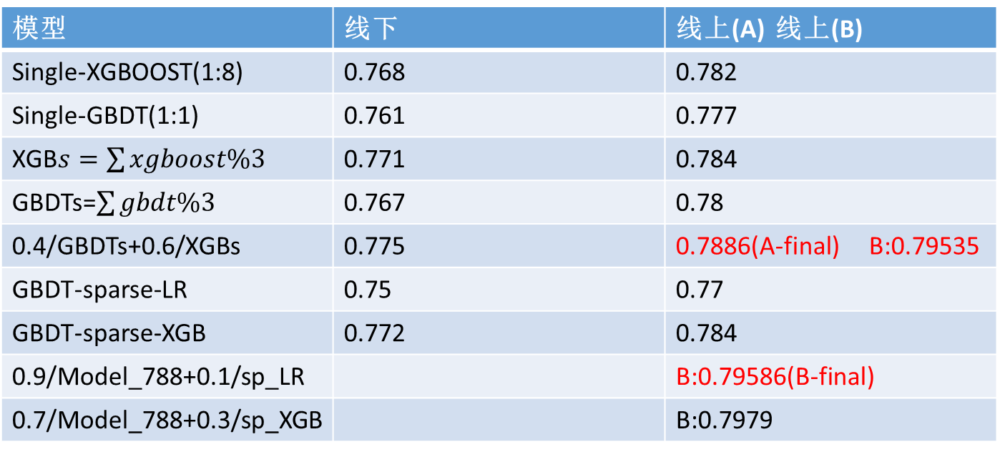 模型 线下 线上(A) 线上(B)
Single-XGBOOST(1:8) 0.768 0.782
Single-GBDT(1:1) 0.761 0.777
XGBs = ∑ xgboost%3 0.771 0.784
GBDTs=∑ gbdt%3 0.767 0.78
0.4/GBDTs+0.6/XGBs 0.775 0.7886(A-final) B:0.79535
GBDT-sparse-LR 0.75 0.77
GBDT-sparse-XGB 0.772 0.784
0.9/Model_788+0.1/sp_LR B:0.79586(B-final)
0.7/Model_788+0.3/sp_XGB B:0.7979